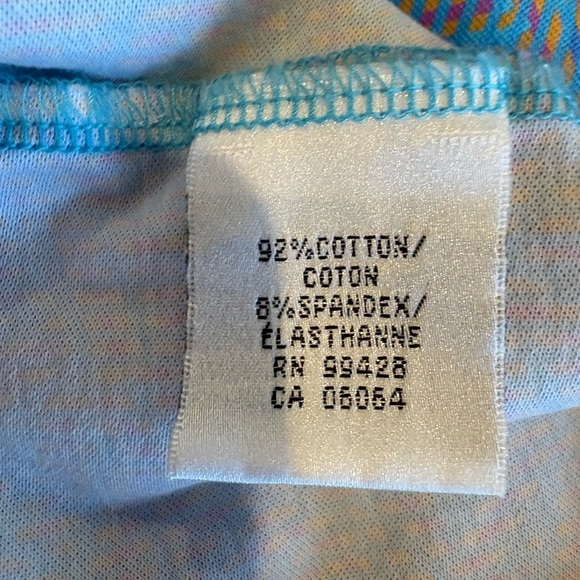 92%COTTON/
COTON
8%SPANDEX/
ÉLASTHANNE
RN 99428
CA 06064